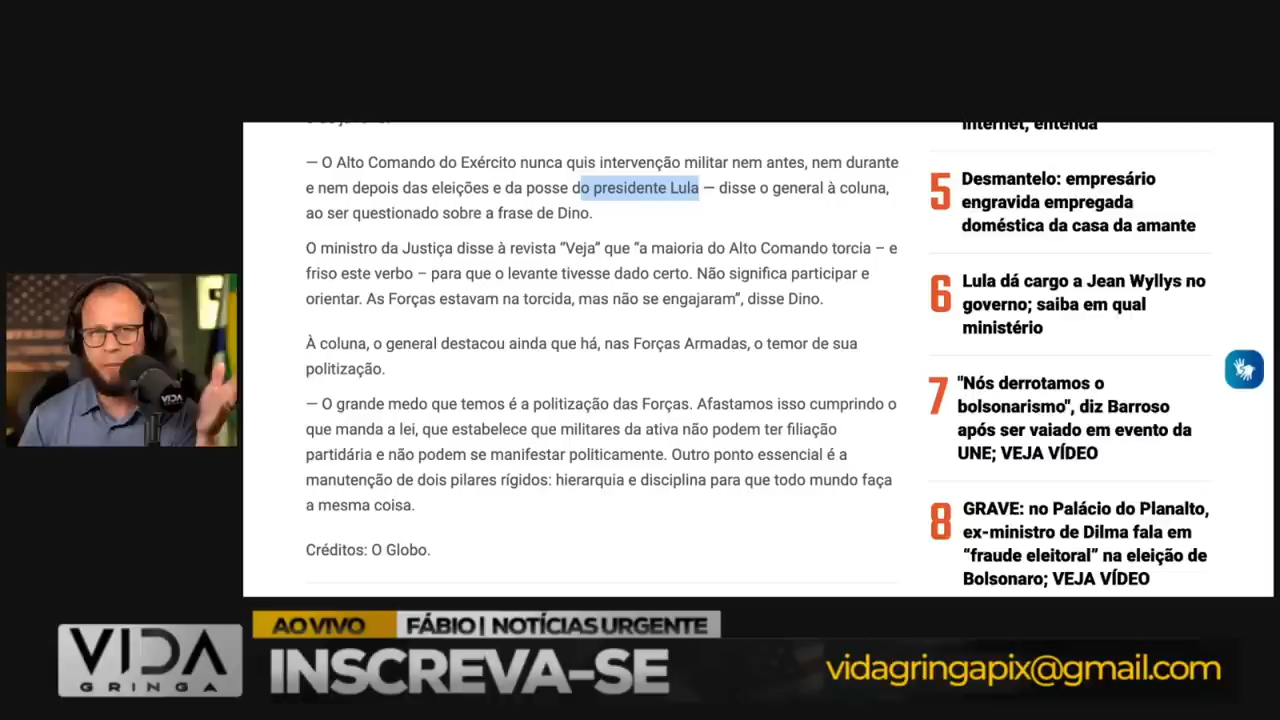 internet, entenda
— O Alto Comando do Exército nunca quis intervenção militar nem antes, nem durante
e nem depois das eleições e da posse do presidente Lula — disse o general à coluna,
ao ser questionado sobre a frase de Dino.
O ministro da Justiça disse à revista “Veja” que “a maioria do Alto Comando torcia – e
friso este verbo – para que o levante tivesse dado certo. Não significa participar e
orientar. As Forças estavam na torcida, mas não se engajaram”, disse Dino.
À coluna, o general destacou ainda que há, nas Forças Armadas, o temor de sua
politização.
— O grande medo que temos é a politização das Forças. Afastamos isso cumprindo o
que manda a lei, que estabelece que militares da ativa não podem ter filiação
partidária e não podem se manifestar politicamente. Outro ponto essencial é a
manutenção de dois pilares rígidos: hierarquia e disciplina para que todo mundo faça
a mesma coisa.
Créditos: O Globo.
5 Desmantelo: empresário
engravida empregada
doméstica da casa da amante
6 Lula dá cargo a Jean Wyllys no
governo; saiba em qual
ministério
7 "Nós derrotamos o
bolsonarismo", diz Barroso
após ser vaiado em evento da
UNE; VEJA VÍDEO
8 GRAVE: no Palácio do Planalto,
ex-ministro de Dilma fala em
“fraude eleitoral” na eleição de
Bolsonaro; VEJA VÍDEO
VIDA
VIDA
GRINGA
AO VIVO FÁBIO | NOTÍCIAS URGENTE
INSCREVA-SE
vidagringapix@gmail.com